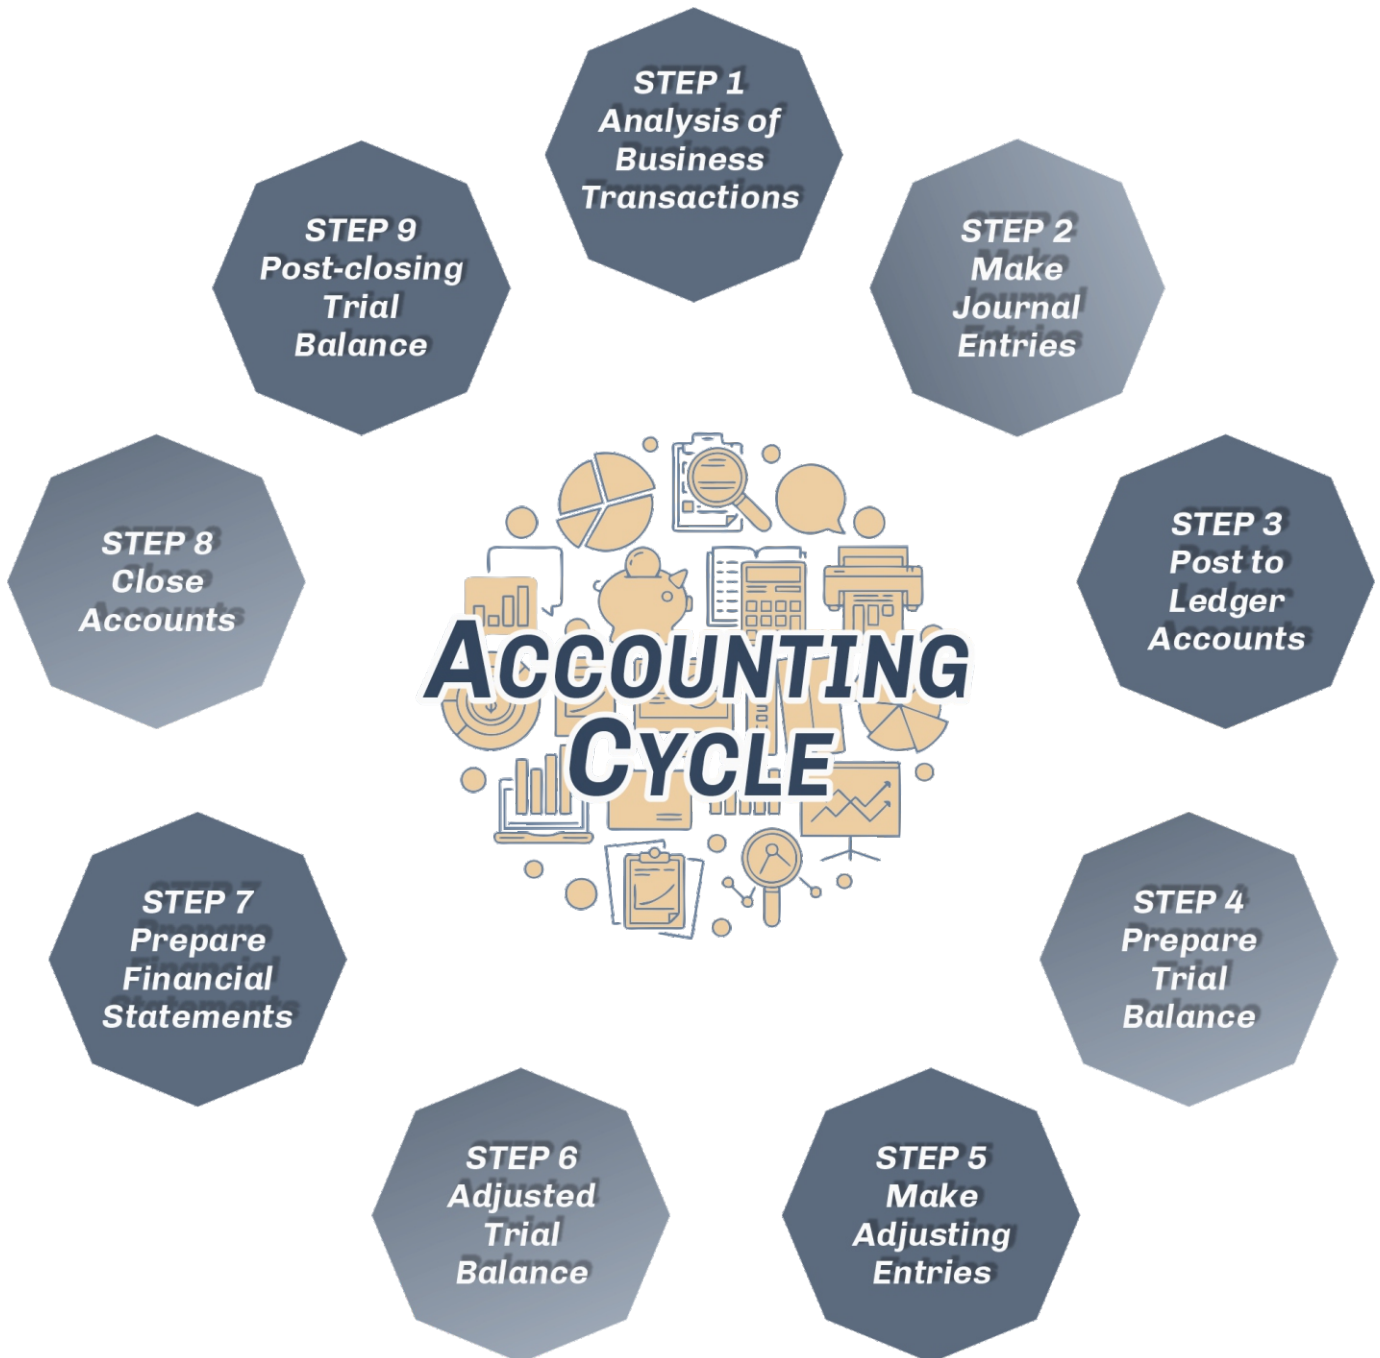 STEP 1
Analysis of
Business
Transactions
STEP 2
Make
Journal
Entries
STEP 3
Post to
Ledger
Accounts
STEP 4
Prepare
Trial
Balance
STEP 5
Make
Adjusting
Entries
STEP 6
Adjusted
Trial
Balance
STEP 7
Prepare
Financial
Statements
STEP 8
Close
Accounts
STEP 9
Post-closing
Trial
Balance
ACCOUNTING
CYCLE